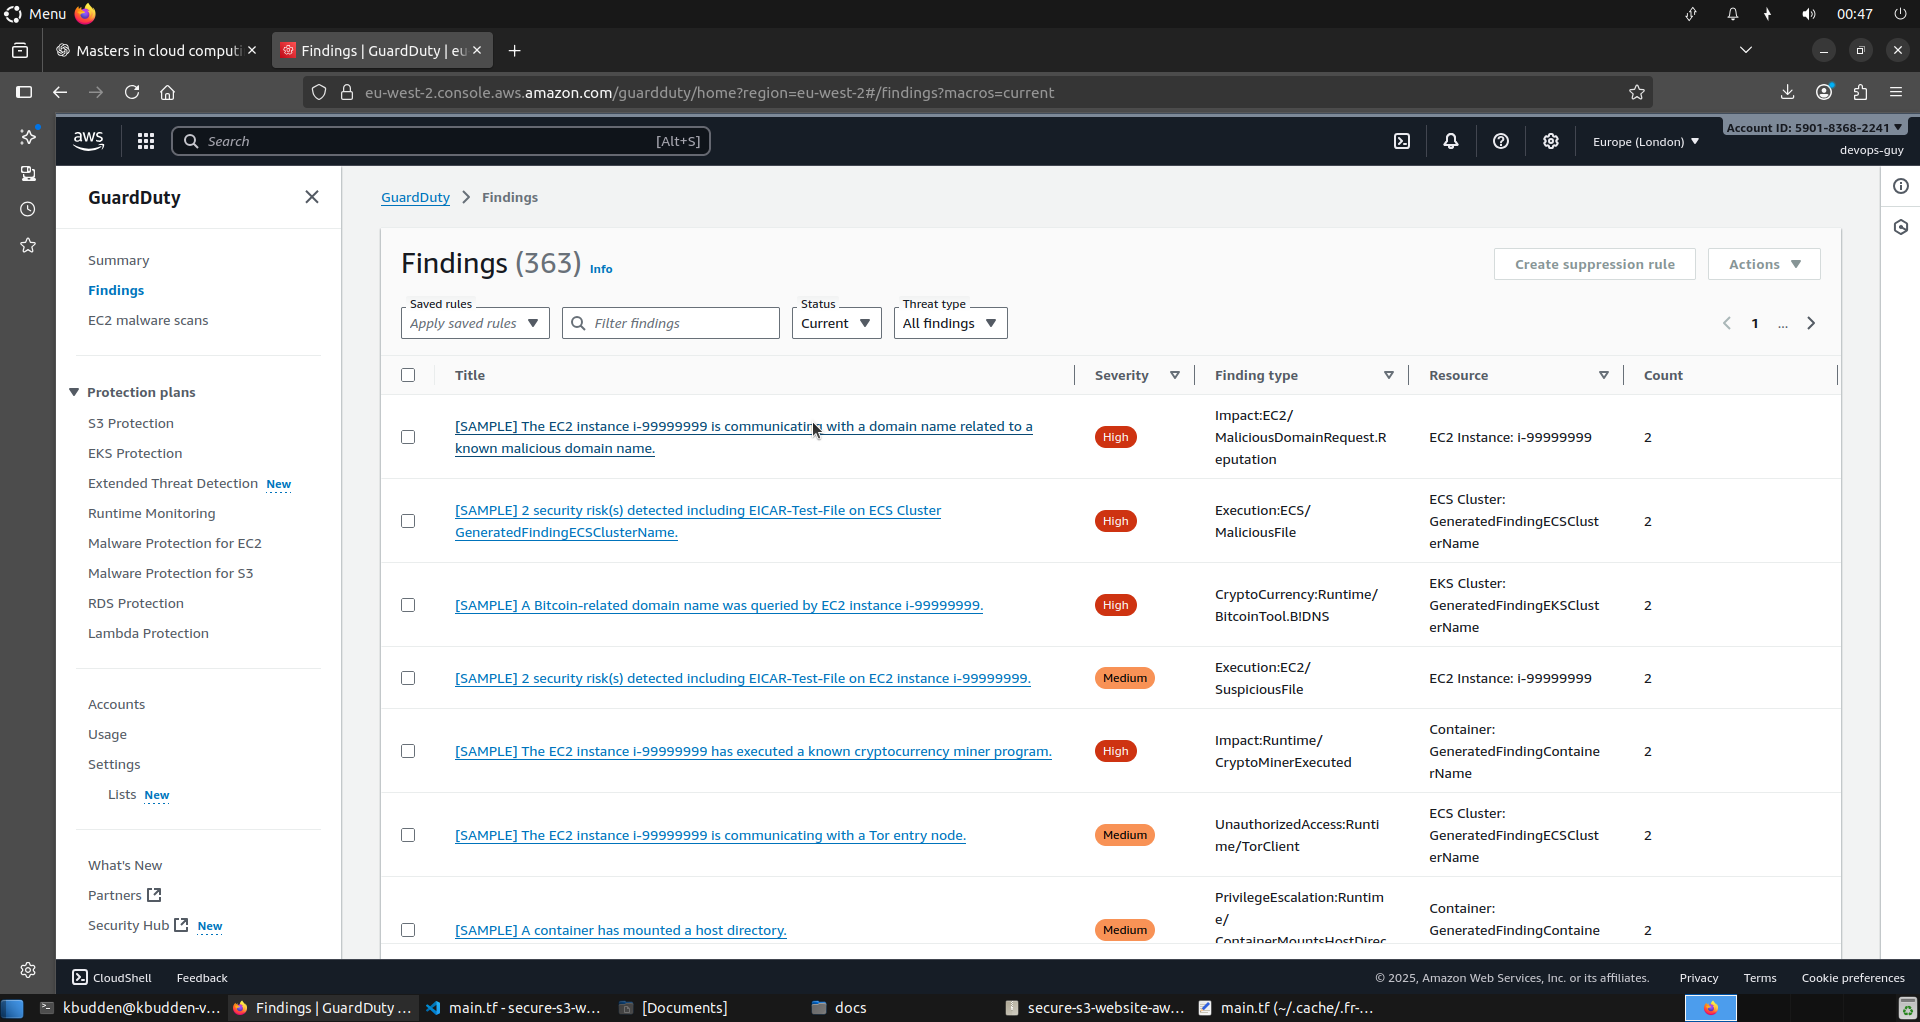 Menu
00:47
Masters in cloud computi
Findings | GuardDuty | eu
eu-west-2.console.aws.amazon.com/guardduty/home?region=eu-west-2#/findings?macros=current
aws
Search
[Alt+S]
Europe (London)
Account ID: 5901-8368-2241
devops-guy
GuardDuty
Summary
Findings
EC2 malware scans
Protection plans
S3 Protection
EKS Protection
Extended Threat Detection New
Runtime Monitoring
Malware Protection for EC2
Malware Protection for S3
RDS Protection
Lambda Protection
Accounts
Usage
Settings
Lists New
What's New
Partners
Security Hub New
GuardDuty > Findings
Findings (363) Info
Create suppression rule
Actions
Saved rules
Apply saved rules
Filter findings
Status
Current
Threat type
All findings
1 ...
Title
Severity
Finding type
Resource
Count
[SAMPLE] The EC2 instance i-99999999 is communicating with a domain name related to a
known malicious domain name.
High
Impact:EC2/
MaliciousDomainRequest.R
eputation
EC2 Instance: i-99999999
2
[SAMPLE] 2 security risk(s) detected including EICAR-Test-File on ECS Cluster
GeneratedFindingECSClusterName.
High
Execution:ECS/
MaliciousFile
ECS Cluster:
GeneratedFindingECSClust
erName
2
[SAMPLE] A Bitcoin-related domain name was queried by EC2 instance i-99999999.
High
CryptoCurrency:Runtime/
BitcoinTool.B!DNS
EKS Cluster:
GeneratedFindingEKSClust
erName
2
[SAMPLE] 2 security risk(s) detected including EICAR-Test-File on EC2 instance i-99999999.
Medium
Execution:EC2/
SuspiciousFile
EC2 Instance: i-99999999
2
[SAMPLE] The EC2 instance i-99999999 has executed a known cryptocurrency miner program.
High
Impact:Runtime/
CryptoMinerExecuted
Container:
GeneratedFindingContaine
rName
2
[SAMPLE] The EC2 instance i-99999999 is communicating with a Tor entry node.
Medium
UnauthorizedAccess:Runti
me/TorClient
ECS Cluster:
GeneratedFindingECSClust
erName
2
[SAMPLE] A container has mounted a host directory.
Medium
PrivilegeEscalation:Runtim
e/
ContainerMountsHostDirec
Container:
GeneratedFindingContaine
2
CloudShell
Feedback
© 2025, Amazon Web Services, Inc. or its affiliates.
Privacy
Terms
Cookie preferences
kbudden@kbudden-v...
Findings | GuardDuty ...
main.tf - secure-s3-w...
[Documents]
docs
secure-s3-website-aw...
main.tf (~/.cache/.fr-...